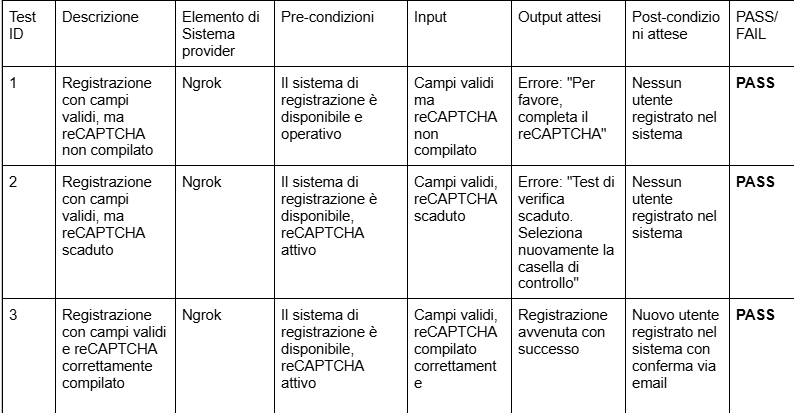 Test
ID
Descrizione
Elemento di
Sistema
provider
Pre-condizioni
Input
Output attesi
Post-condizio
ni attese
PASS/
FAIL
1
Registrazione
con campi
validi, ma
reCAPTCHA
non compilato
Ngrok
Il sistema di
registrazione è
disponibile e
operativo
Campi validi
ma
reCAPTCHA
non
compilato
Errore: "Per
favore,
completa il
reCAPTCHA"
Nessun
utente
registrato nel
sistema
PASS
2
Registrazione
con campi
validi, ma
reCAPTCHA
scaduto
Ngrok
Il sistema di
registrazione è
disponibile,
reCAPTCHA
attivo
Campi validi,
reCAPTCHA
scaduto
Errore: "Test di
verifica
scaduto.
Seleziona
nuovamente la
casella di
controllo"
Nessun
utente
registrato nel
sistema
PASS
3
Registrazione
con campi validi
e reCAPTCHA
correttamente
compilato
Ngrok
Il sistema di
registrazione è
disponibile,
reCAPTCHA
attivo
Campi validi,
reCAPTCHA
compilato
correttament
e
Registrazione
avvenuta con
successo
Nuovo utente
registrato nel
sistema con
conferma via
email
PASS